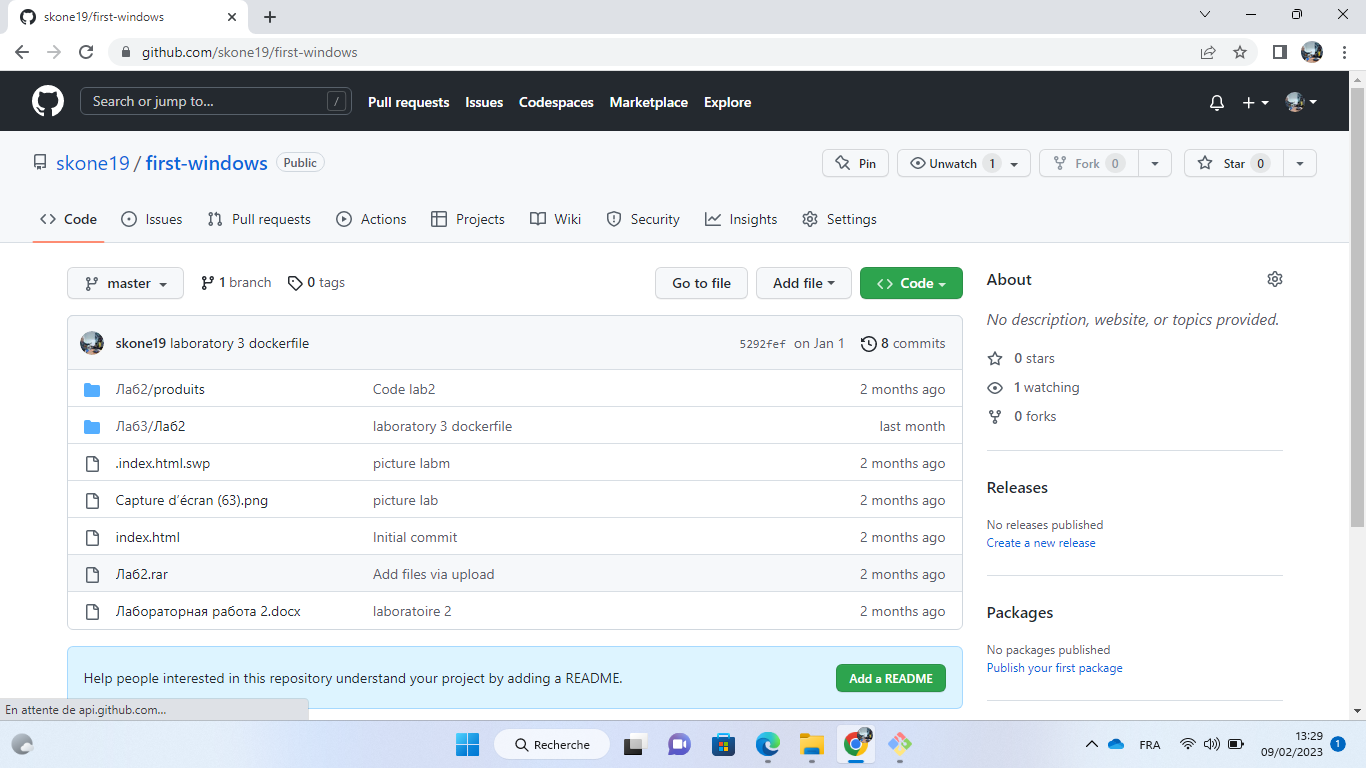 skone19/first-windows
github.com/skone19/first-windows
Search or jump to... /
Pull requests Issues Codespaces Marketplace Explore
skone19 / first-windows Public
Pin Unwatch 1 Fork 0 Star 0
Code Issues Pull requests Actions Projects Wiki Security Insights Settings
master 1 branch 0 tags Go to file Add file Code
skone19 laboratory 3 dockerfile 5292fef on Jan 1 8 commits
Лаб2/produits Code lab2 2 months ago
Лаб3/Лаб2 laboratory 3 dockerfile last month
.index.html.swp picture labm 2 months ago
Capture d'écran (63).png picture lab 2 months ago
index.html Initial commit 2 months ago
Лаб2.rar Add files via upload 2 months ago
Лабораторная работа 2.docx laboratoire 2 2 months ago
Help people interested in this repository understand your project by adding a README. Add a README
About
No description, website, or topics provided.
0 stars
1 watching
0 forks
Releases
No releases published
Create a new release
Packages
No packages published
Publish your first package
En attente de api.github.com...
Recherche
FRA
13:29
09/02/2023
1